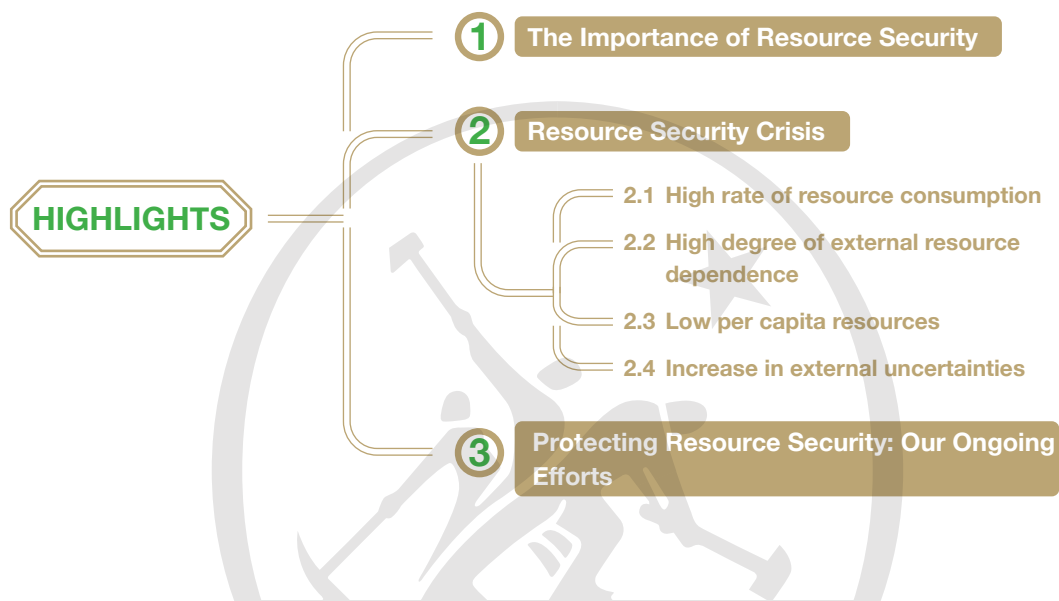 HIGHLIGHTS
1 The Importance of Resource Security
2 Resource Security Crisis
2.1 High rate of resource consumption
2.2 High degree of external resource
dependence
2.3 Low per capita resources
2.4 Increase in external uncertainties
3 Protecting Resource Security: Our Ongoing
Efforts